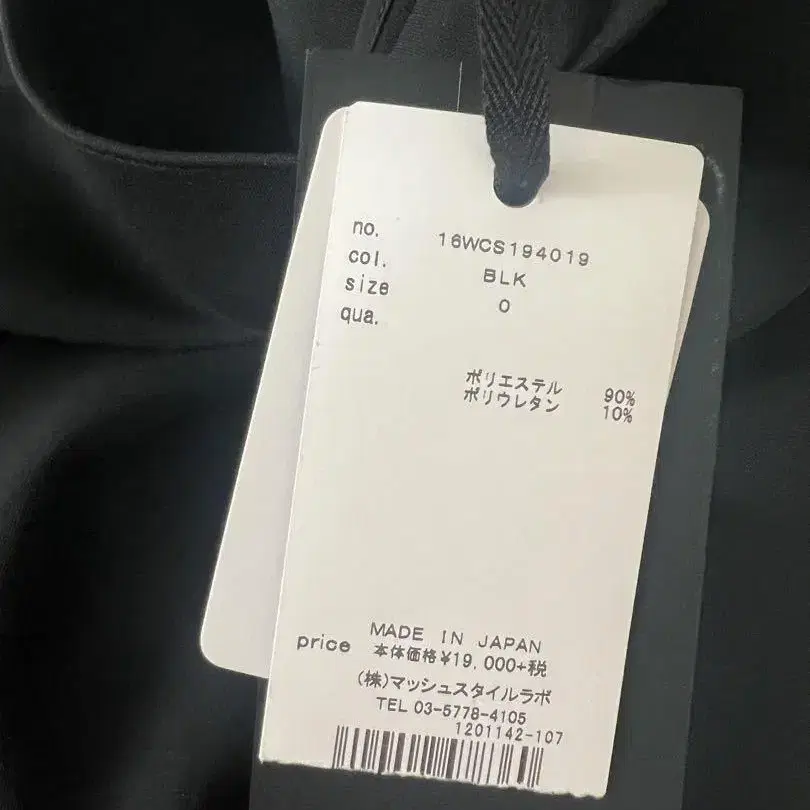 no. 16WCS194019
col. BLK
size 0
qua.
ポリエステル 90%
ポリウレタン 10%
MADE IN JAPAN
price 本体価格¥19,000+税
(株)マッシュスタイルラボ
TEL 03-5778-4105
1201142-107